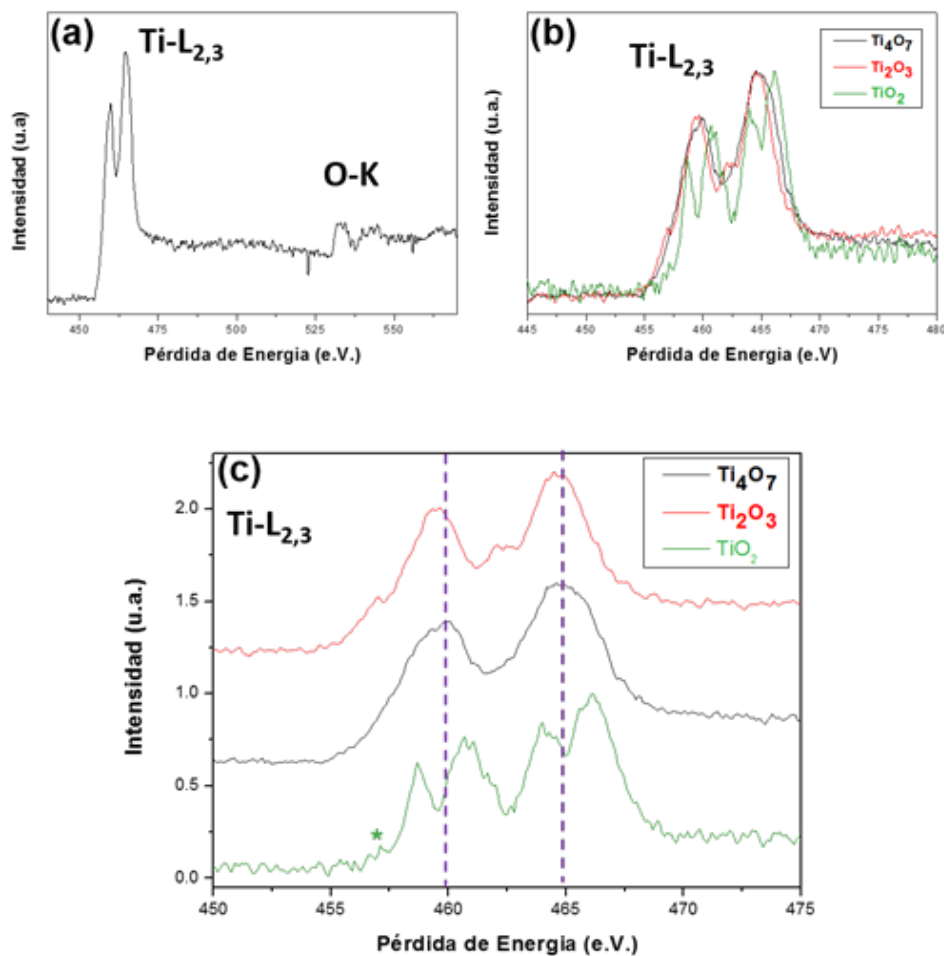 (a)
Ti-L2,3
O-K
Intensidad (u.a)
450 475 500 525 550
Pérdida de Energia (e.V.)
(b)
Ti-L2,3
Ti4O7
Ti2O3
TiO2
Intensidad (u.a.)
445 450 455 460 465 470 475 480
Pérdida de Energia (e.V)
(c)
Ti-L2,3
Ti4O7
Ti2O3
TiO2
Intensidad (u.a.)
2.0
1.5
1.0
0.5
*
0.0
450 455 460 465 470 475
Pérdida de Energia (e.V.)